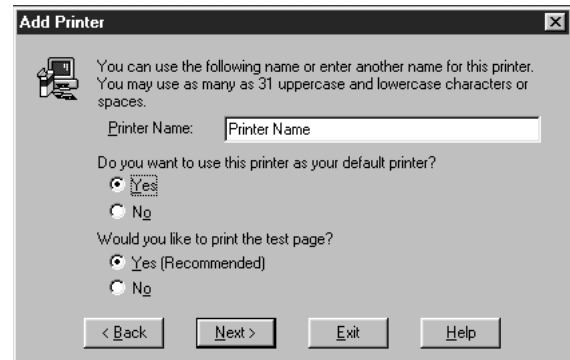 Add Printer
You can use the following name or enter another name for this printer.
You may use as many as 31 uppercase and lowercase characters or
spaces.
Printer Name: Printer Name
Do you want to use this printer as your default printer?
Yes
No
Would you like to print the test page?
Yes (Recommended)
No
< Back Next > Exit Help